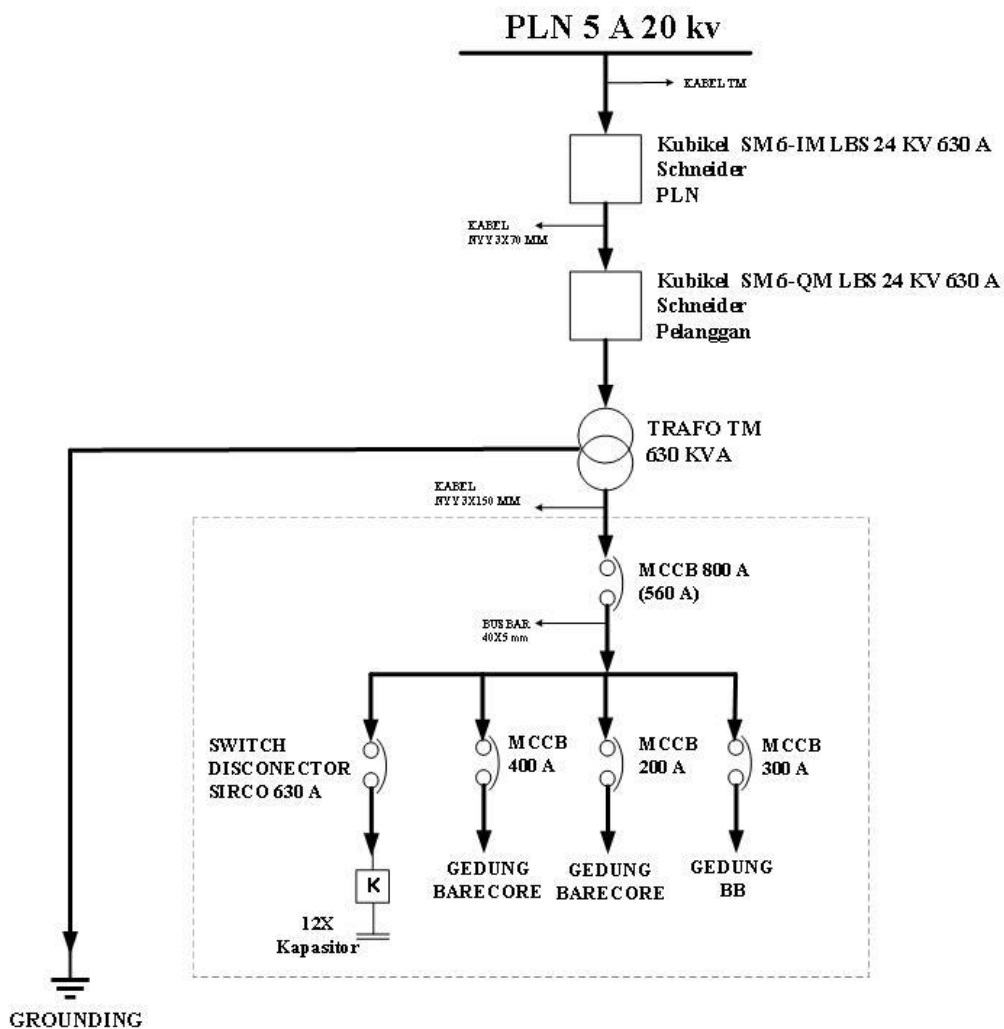 PLN 5 A 20 kv
KABEL TM
Kubikel SM6-IM LBS 24 KV 630 A
Schneider
PLN
KABEL
NYY 3X70 MM
Kubikel SM6-QM LBS 24 KV 630 A
Schneider
Pelanggan
TRAFO TM
630 KVA
KABEL
NYY 3X150 MM
MCCB 800 A
(560 A)
BUS BAR
40X5 mm
SWITCH
DISCONECTOR
SIRCO 630 A
MCCB
400 A
MCCB
200 A
MCCB
300 A
GEDUNG
BARECORE
GEDUNG
BARECORE
GEDUNG
BB
K
12X
Kapasitor
GROUNDING